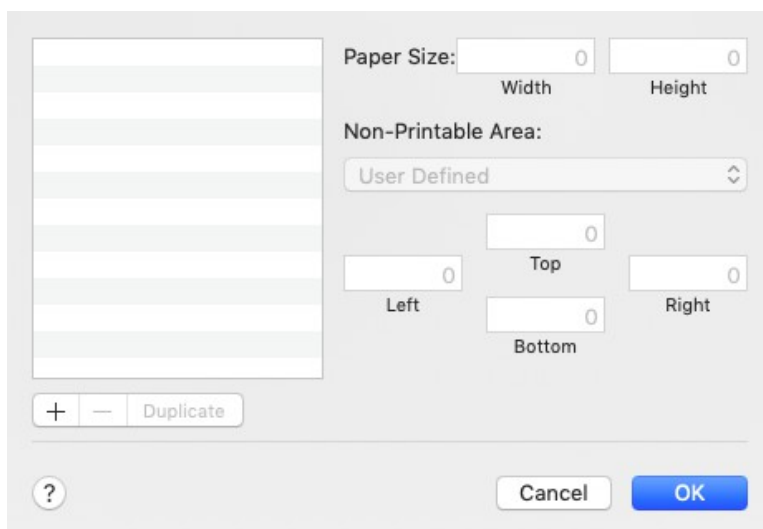 Paper Size: 0 0
Width Height
Non-Printable Area:
User Defined
0
Top
0 0
Left Right
0
Bottom
+ – Duplicate
? Cancel OK